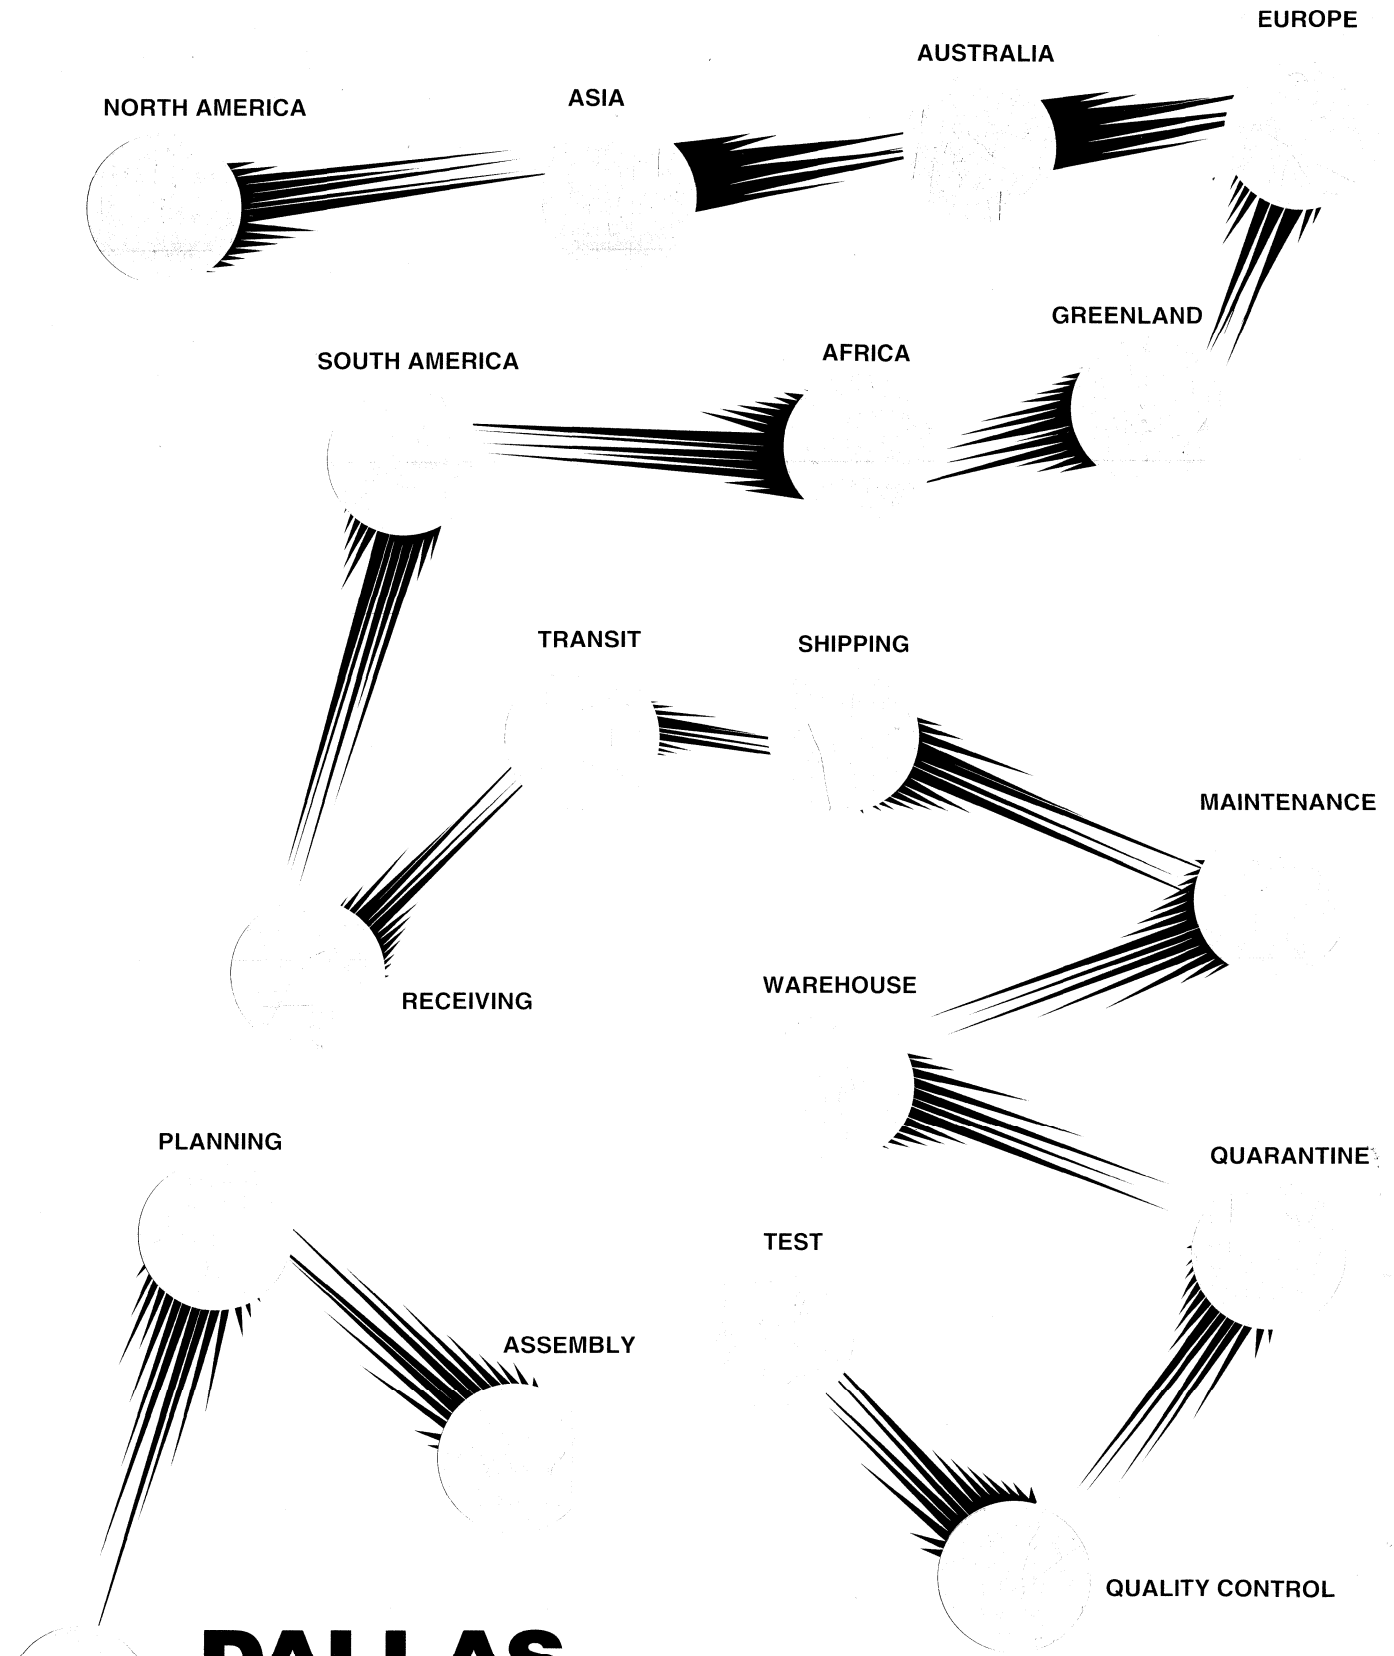 EUROPE
AUSTRALIA
ASIA
NORTH AMERICA
GREENLAND
AFRICA
SOUTH AMERICA
TRANSIT
SHIPPING
MAINTENANCE
WAREHOUSE
RECEIVING
PLANNING
QUARANTINE
TEST
ASSEMBLY
QUALITY CONTROL
DALLAS